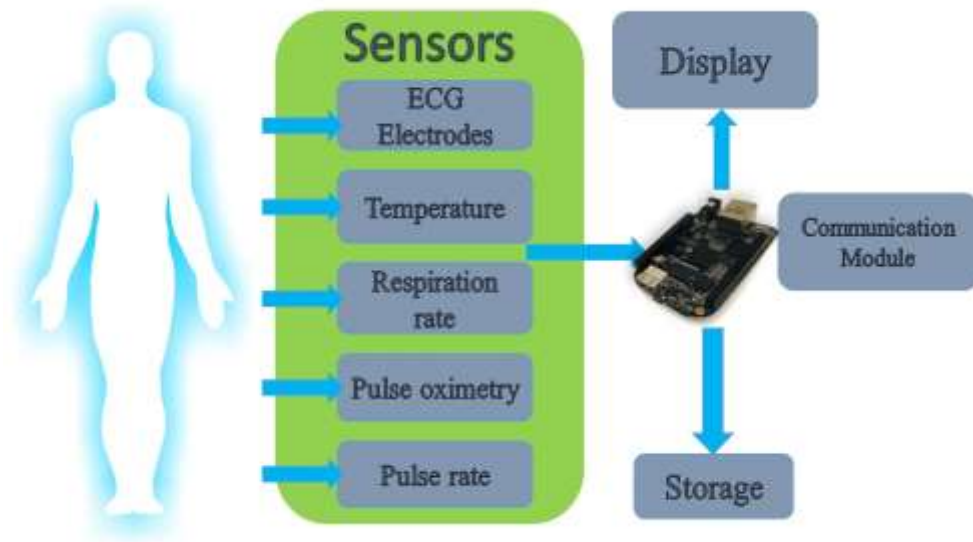 Sensors
ECG
Electrodes
Temperature
Respiration
rate
Pulse oximetry
Pulse rate
Display
Communication
Module
Storage